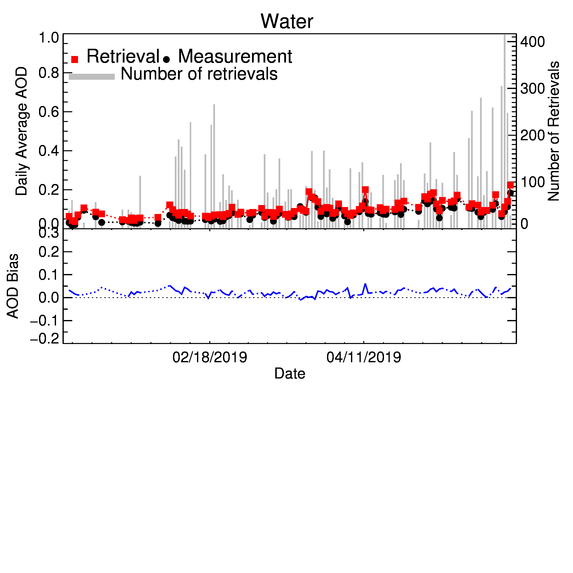 Water
1.0
0.8
0.6
0.4
0.2
0.0
Daily Average AOD
Retrieval
Measurement
Number of retrievals
400
300
200
100
0
Number of Retrievals
0.3
0.2
0.1
0.0
−0.1
−0.2
AOD Bias
02/18/2019
04/11/2019
Date